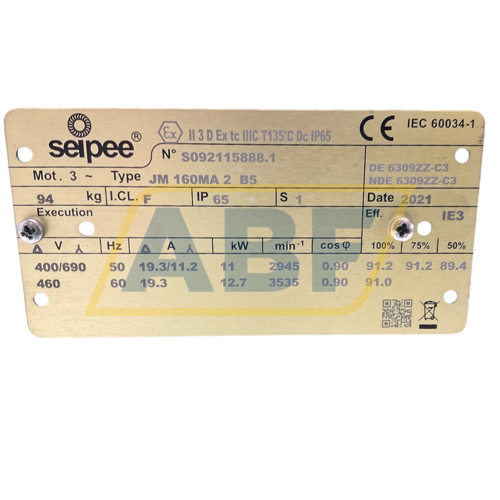 seipee
Ex II 3 D Ex tc IIIC T135°C Dc IP65
CE IEC 60034-1
N° S092115888.1
DE 6309ZZ-C3
NDE 6309ZZ-C3
Mot. 3 ~ Type JM 160MA 2 B5
94 kg I.CL. F IP 65 S 1 Date 2021
Execution Eff. IE3
Δ V Hz Δ A kW min⁻¹ cosφ 100% 75% 50%
400/690 50 19.3/11.2 11 2945 0.90 91.2 91.2 89.4
460 60 19.3 12.7 3535 0.90 91.0
ABF